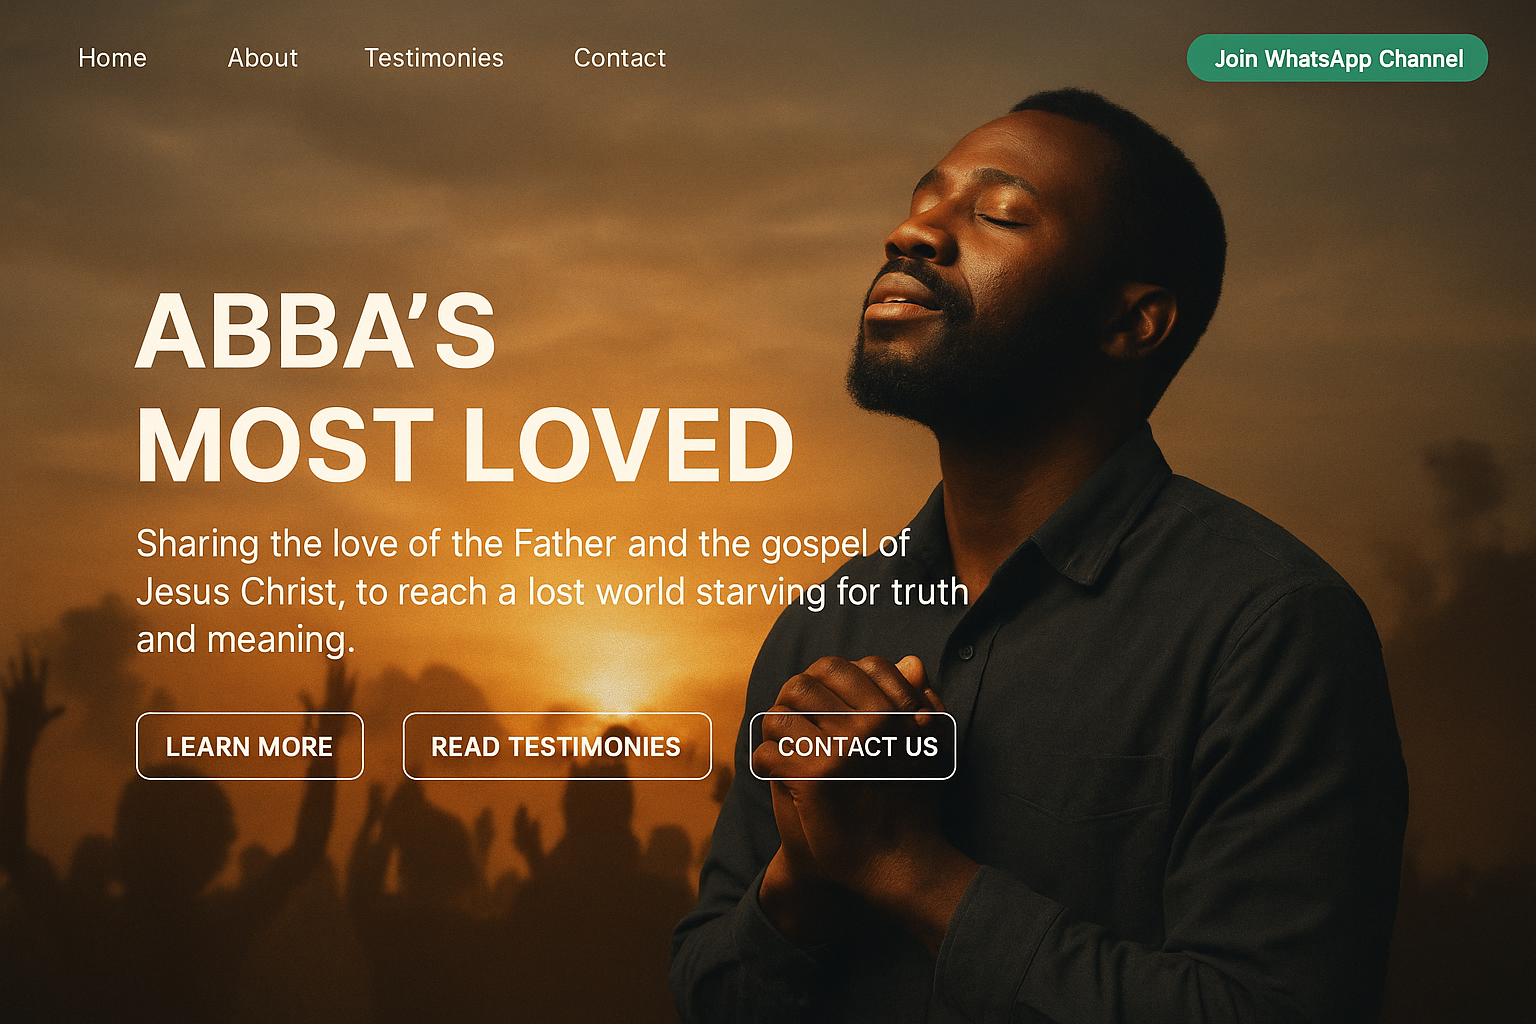 Home About Testimonies Contact Join WhatsApp Channel
ABBA’S
MOST LOVED
Sharing the love of the Father and the gospel of
Jesus Christ, to reach a lost world starving for truth
and meaning.
LEARN MORE READ TESTIMONIES CONTACT US